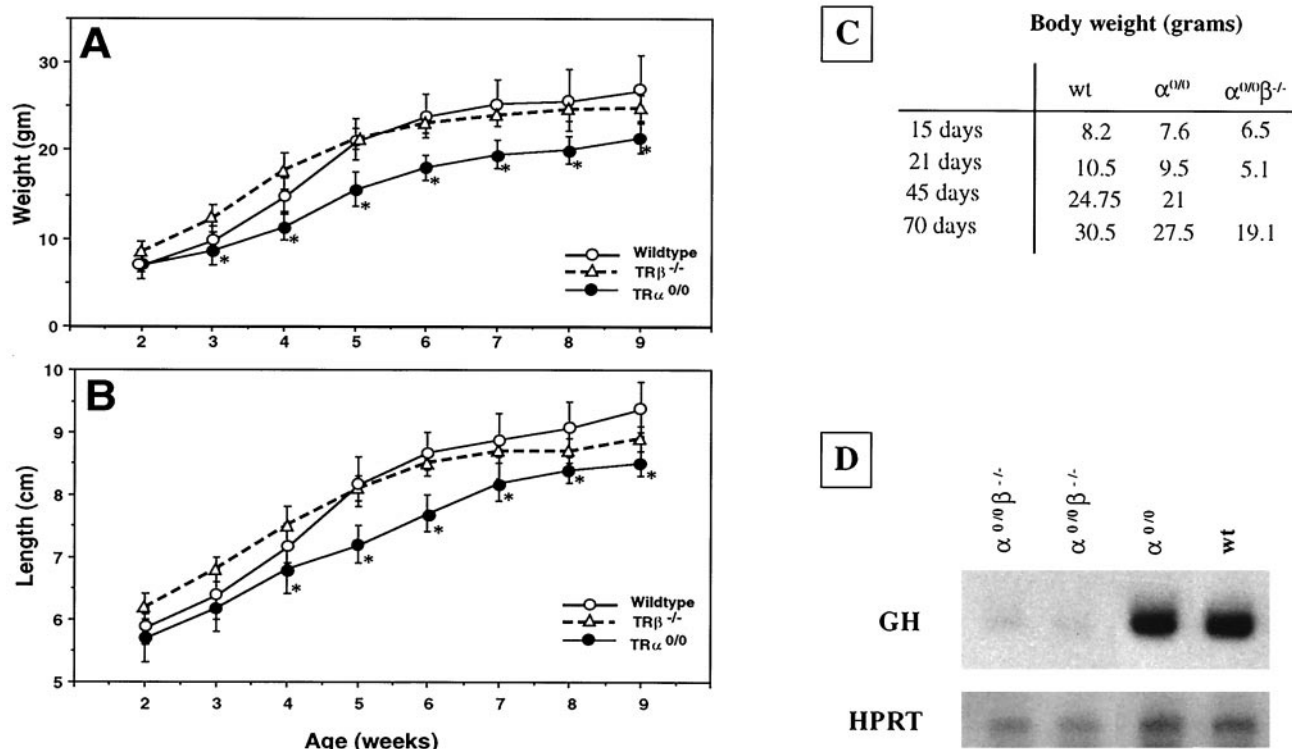 A
Weight (gm)
30
20
10
0
2 3 4 5 6 7 8 9
Wildtype
TRβ -/-
TRα 0/0
* * * * * * *
B
Length (cm)
10
9
8
7
6
5
2 3 4 5 6 7 8 9
Wildtype
TRβ -/-
TRα 0/0
* * * * * *
Age (weeks)
C
Body weight (grams)
wt α0/0 α0/0β-/-
15 days 8.2 7.6 6.5
21 days 10.5 9.5 5.1
45 days 24.75 21
70 days 30.5 27.5 19.1
D
α 0/0 β -/-
α 0/0 β -/-
α 0/0
wt
GH
HPRT